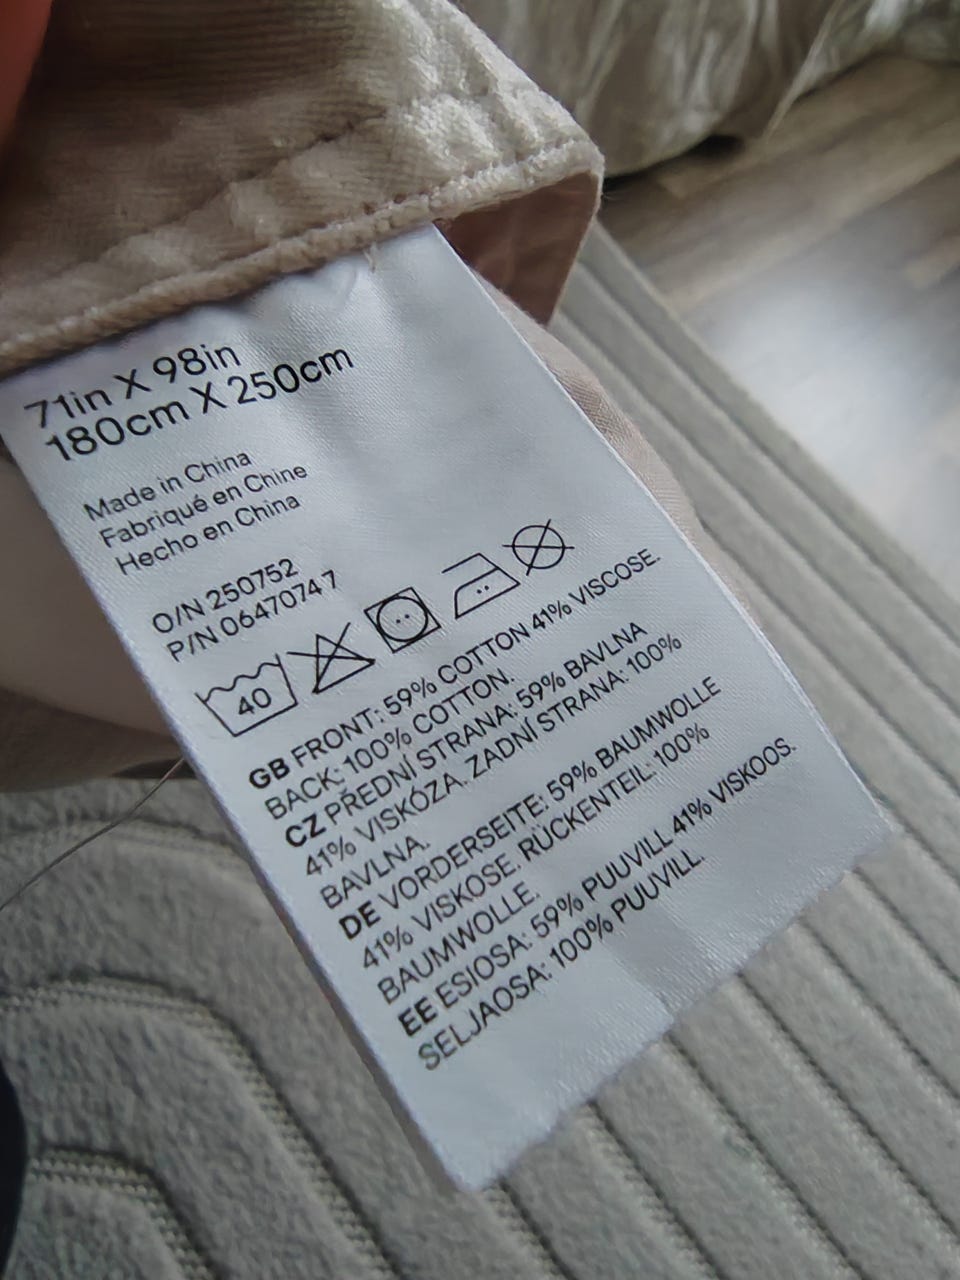 71in X 98in
180cm X 250cm
Made in China
Fabriqué en Chine
Hecho en China
O/N 250752
P/N 06470747
40
GB FRONT: 59% COTTON 41% VISCOSE.
BACK: 100% COTTON.
CZ PŘEDNÍ STRANA: 59% BAVLNA
41% VISKÓZA. ZADNÍ STRANA: 100%
BAVLNA.
DE VORDERSEITE: 59% BAUMWOLLE
41% VISKOSE. RÜCKENTEIL: 100%
BAUMWOLLE.
EE ESIOSA: 59% PUUVILL 41% VISKOOS.
SELJAOSA: 100% PUUVILL.